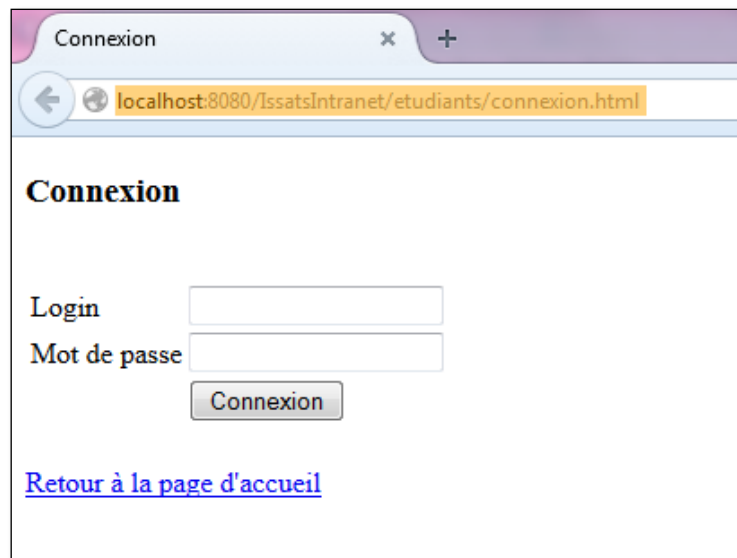 Connexion
localhost:8080/IssatsIntranet/etudiants/connexion.html
Connexion
Login
Mot de passe
Connexion
Retour à la page d'accueil